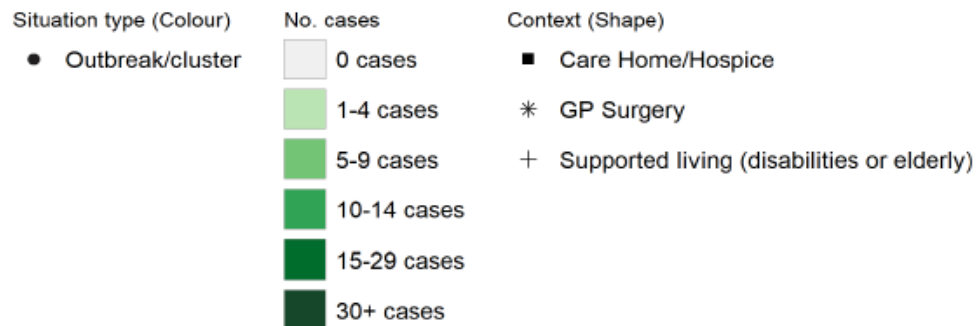 Situation type (Colour)
Outbreak/cluster
No. cases
0 cases
1-4 cases
5-9 cases
10-14 cases
15-29 cases
30+ cases
Context (Shape)
Care Home/Hospice
GP Surgery
Supported living (disabilities or elderly)